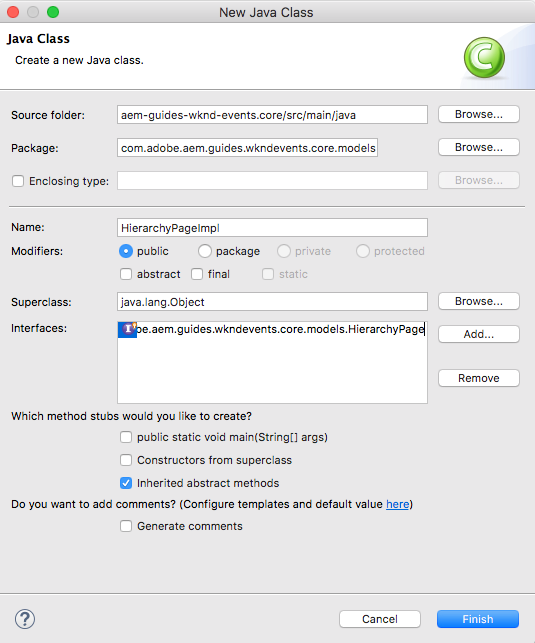 New Java Class
Java Class
Create a new Java class.
Source folder: aem-guides-wknd-events.core/src/main/java Browse...
Package: com.adobe.aem.guides.wkndevents.core.models Browse...
Enclosing type: Browse...
Name: HierarchyPageImpl
Modifiers: public package private protected
abstract final static
Superclass: java.lang.Object Browse...
Interfaces: be.aem.guides.wkndevents.core.models.HierarchyPage Add...
Remove
Which method stubs would you like to create?
public static void main(String[] args)
Constructors from superclass
Inherited abstract methods
Do you want to add comments? (Configure templates and default value here)
Generate comments
? Cancel Finish